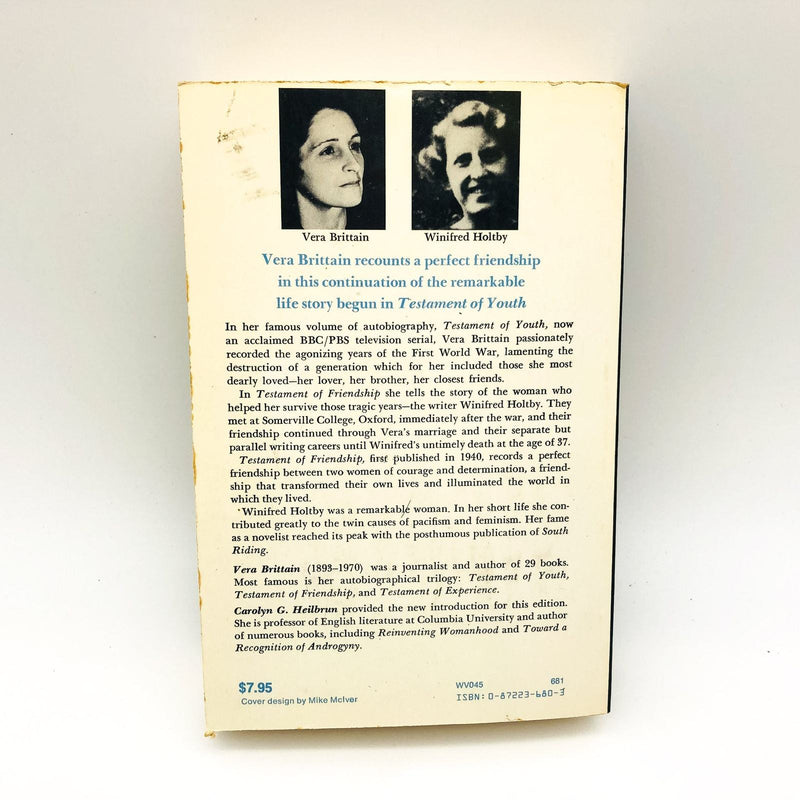 Vera Brittain
Winifred Holtby
Vera Brittain recounts a perfect friendship
in this continuation of the remarkable
life story begun in Testament of Youth
In her famous volume of autobiography, Testament of Youth, now
an acclaimed BBC/PBS television serial, Vera Brittain passionately
recorded the agonizing years of the First World War, lamenting the
destruction of a generation which for her included those she most
dearly loved—her lover, her brother, her closest friends.
In Testament of Friendship she tells the story of the woman who
helped her survive those tragic years—the writer Winifred Holtby. They
met at Somerville College, Oxford, immediately after the war, and their
friendship continued through Vera's marriage and their separate but
parallel writing careers until Winifred's untimely death at the age of 37.
Testament of Friendship, first published in 1940, records a perfect
friendship between two women of courage and determination, a friend-
ship that transformed their own lives and illuminated the world in
which they lived.
Winifred Holtby was a remarkable woman. In her short life she con-
tributed greatly to the twin causes of pacifism and feminism. Her fame
as a novelist reached its peak with the posthumous publication of South
Riding.
Vera Brittain (1893–1970) was a journalist and author of 29 books.
Most famous is her autobiographical trilogy: Testament of Youth,
Testament of Friendship, and Testament of Experience.
Carolyn G. Heilbrun provided the new introduction for this edition.
She is professor of English literature at Columbia University and author
of numerous books, including Reinventing Womanhood and Toward a
Recognition of Androgyny.
$7.95
Cover design by Mike McIver
WV045 681
ISBN: 0-87223-680-3